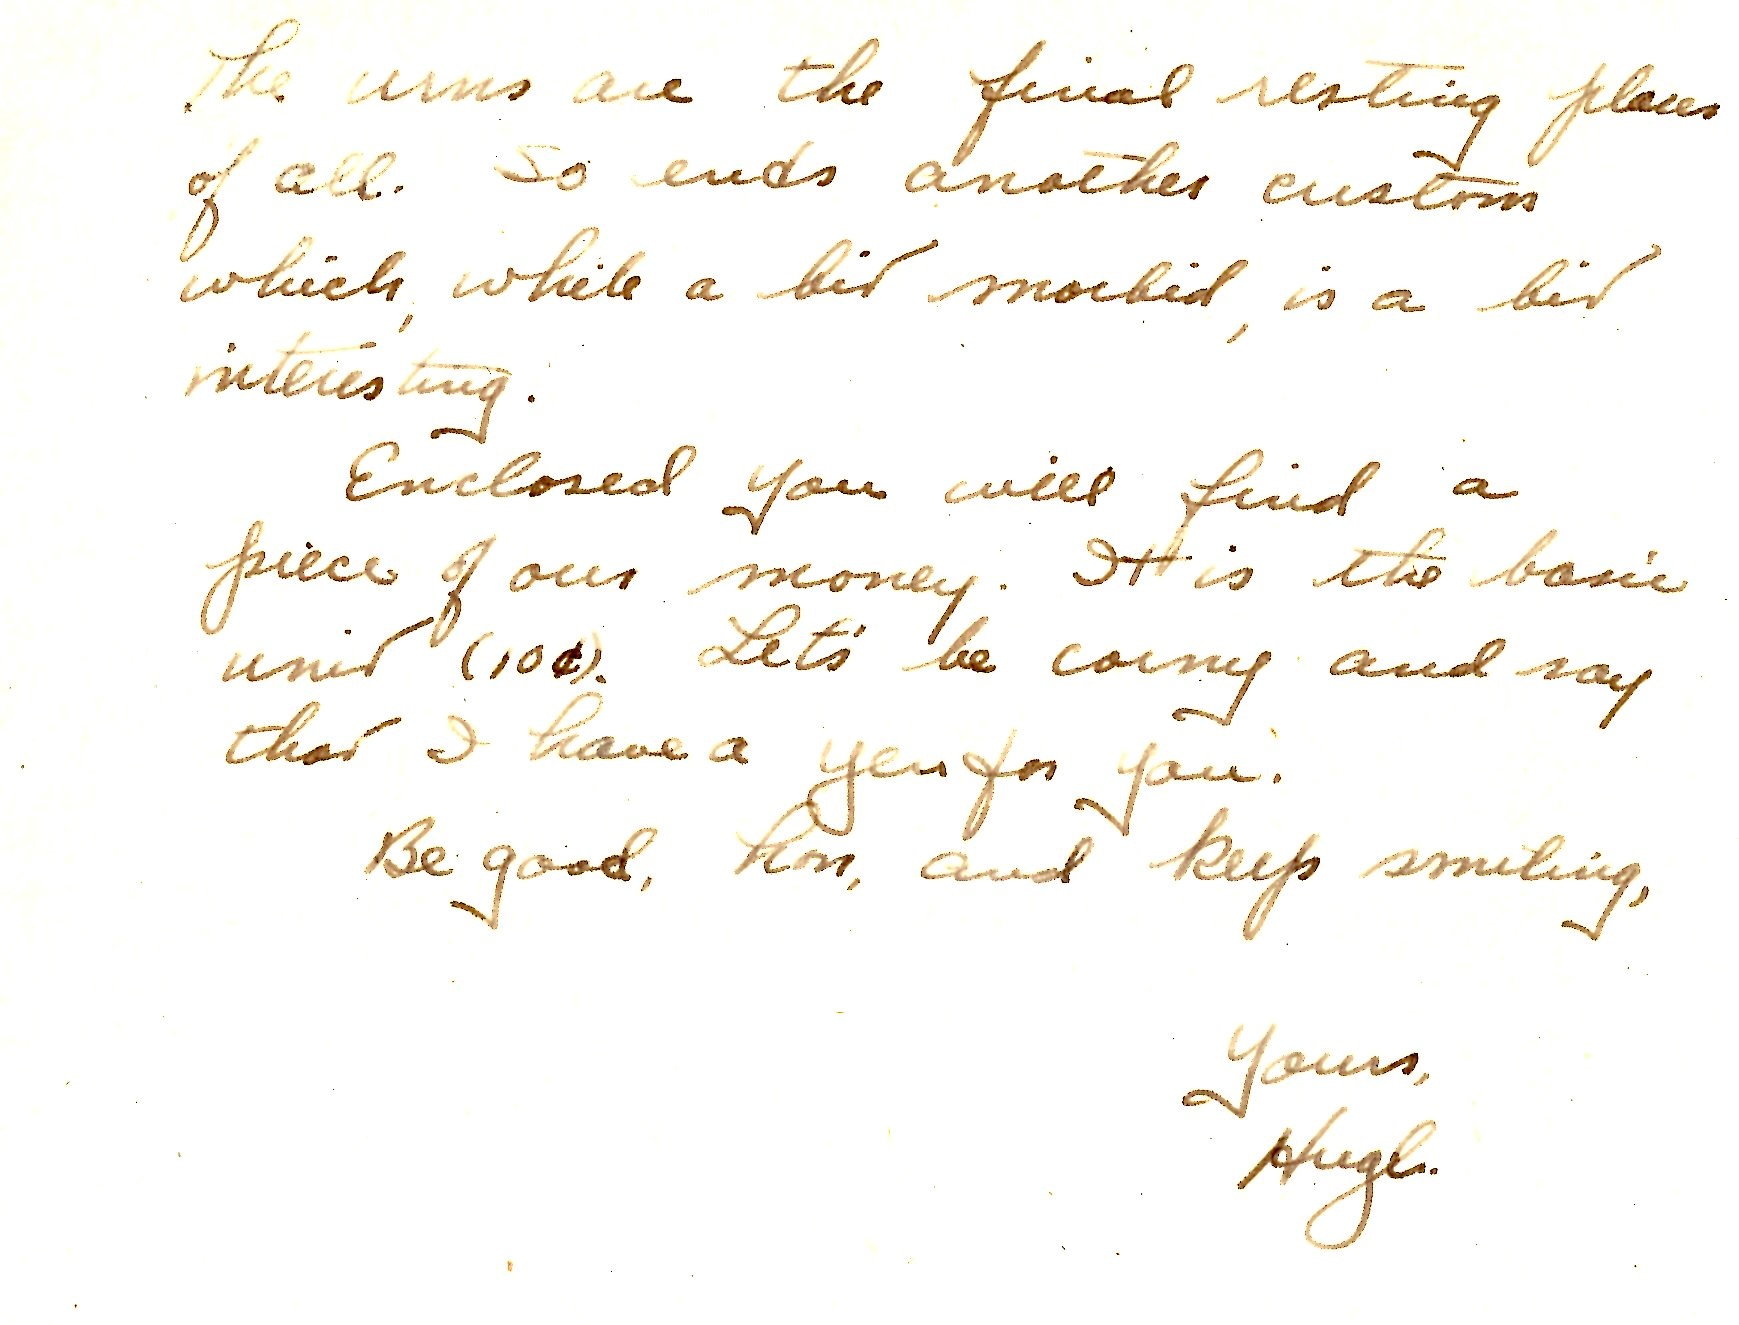 The urns are the final resting places
of all. So ends another custom
which, while a bit morbid, is a bit
interesting.
Enclosed you will find a
piece of our money. It is the basic
unit (10¢). Let's be corny and say
that I have a yen for you.
Be good, hon, and keep smiling,
Yours,
Hugh.